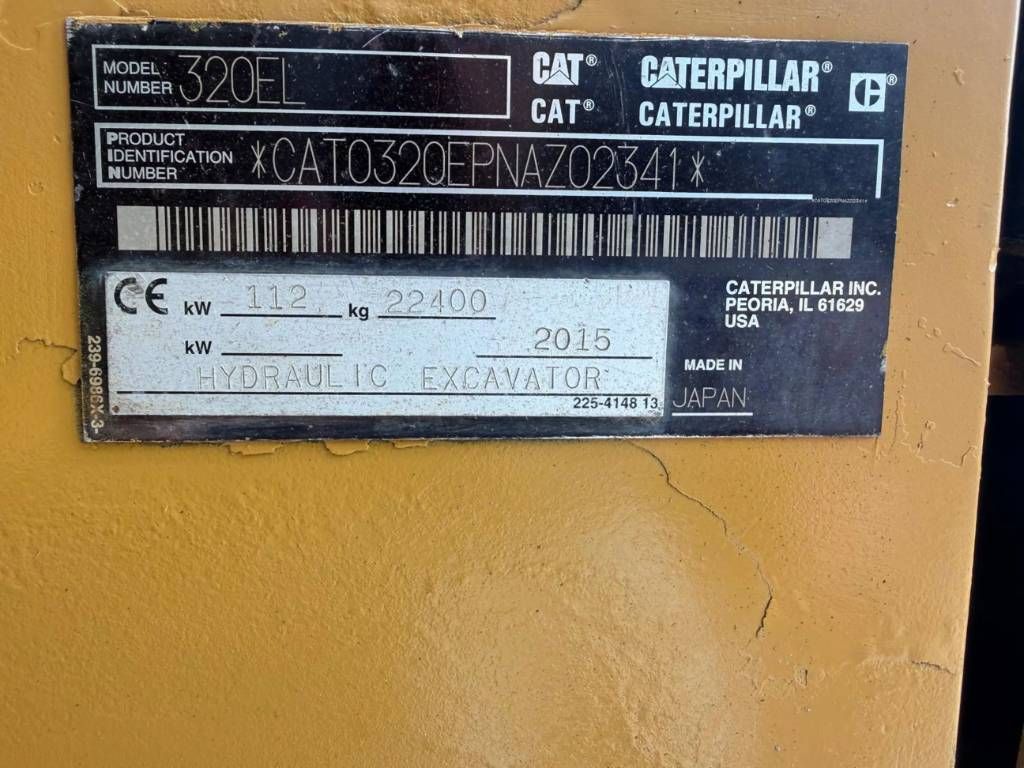 MODEL NUMBER 320EL
CAT® CATERPILLAR® C®
CAT® CATERPILLAR®
PRODUCT IDENTIFICATION NUMBER *CAT0320EPNAZ02341*
*CAT0320EPNAZ02341*
CE kW 112 kg 22400
kW 2015
HYDRAULIC EXCAVATOR
225-4148 13
239-6986X-3-
CATERPILLAR INC.
PEORIA, IL 61629
USA
MADE IN
JAPAN